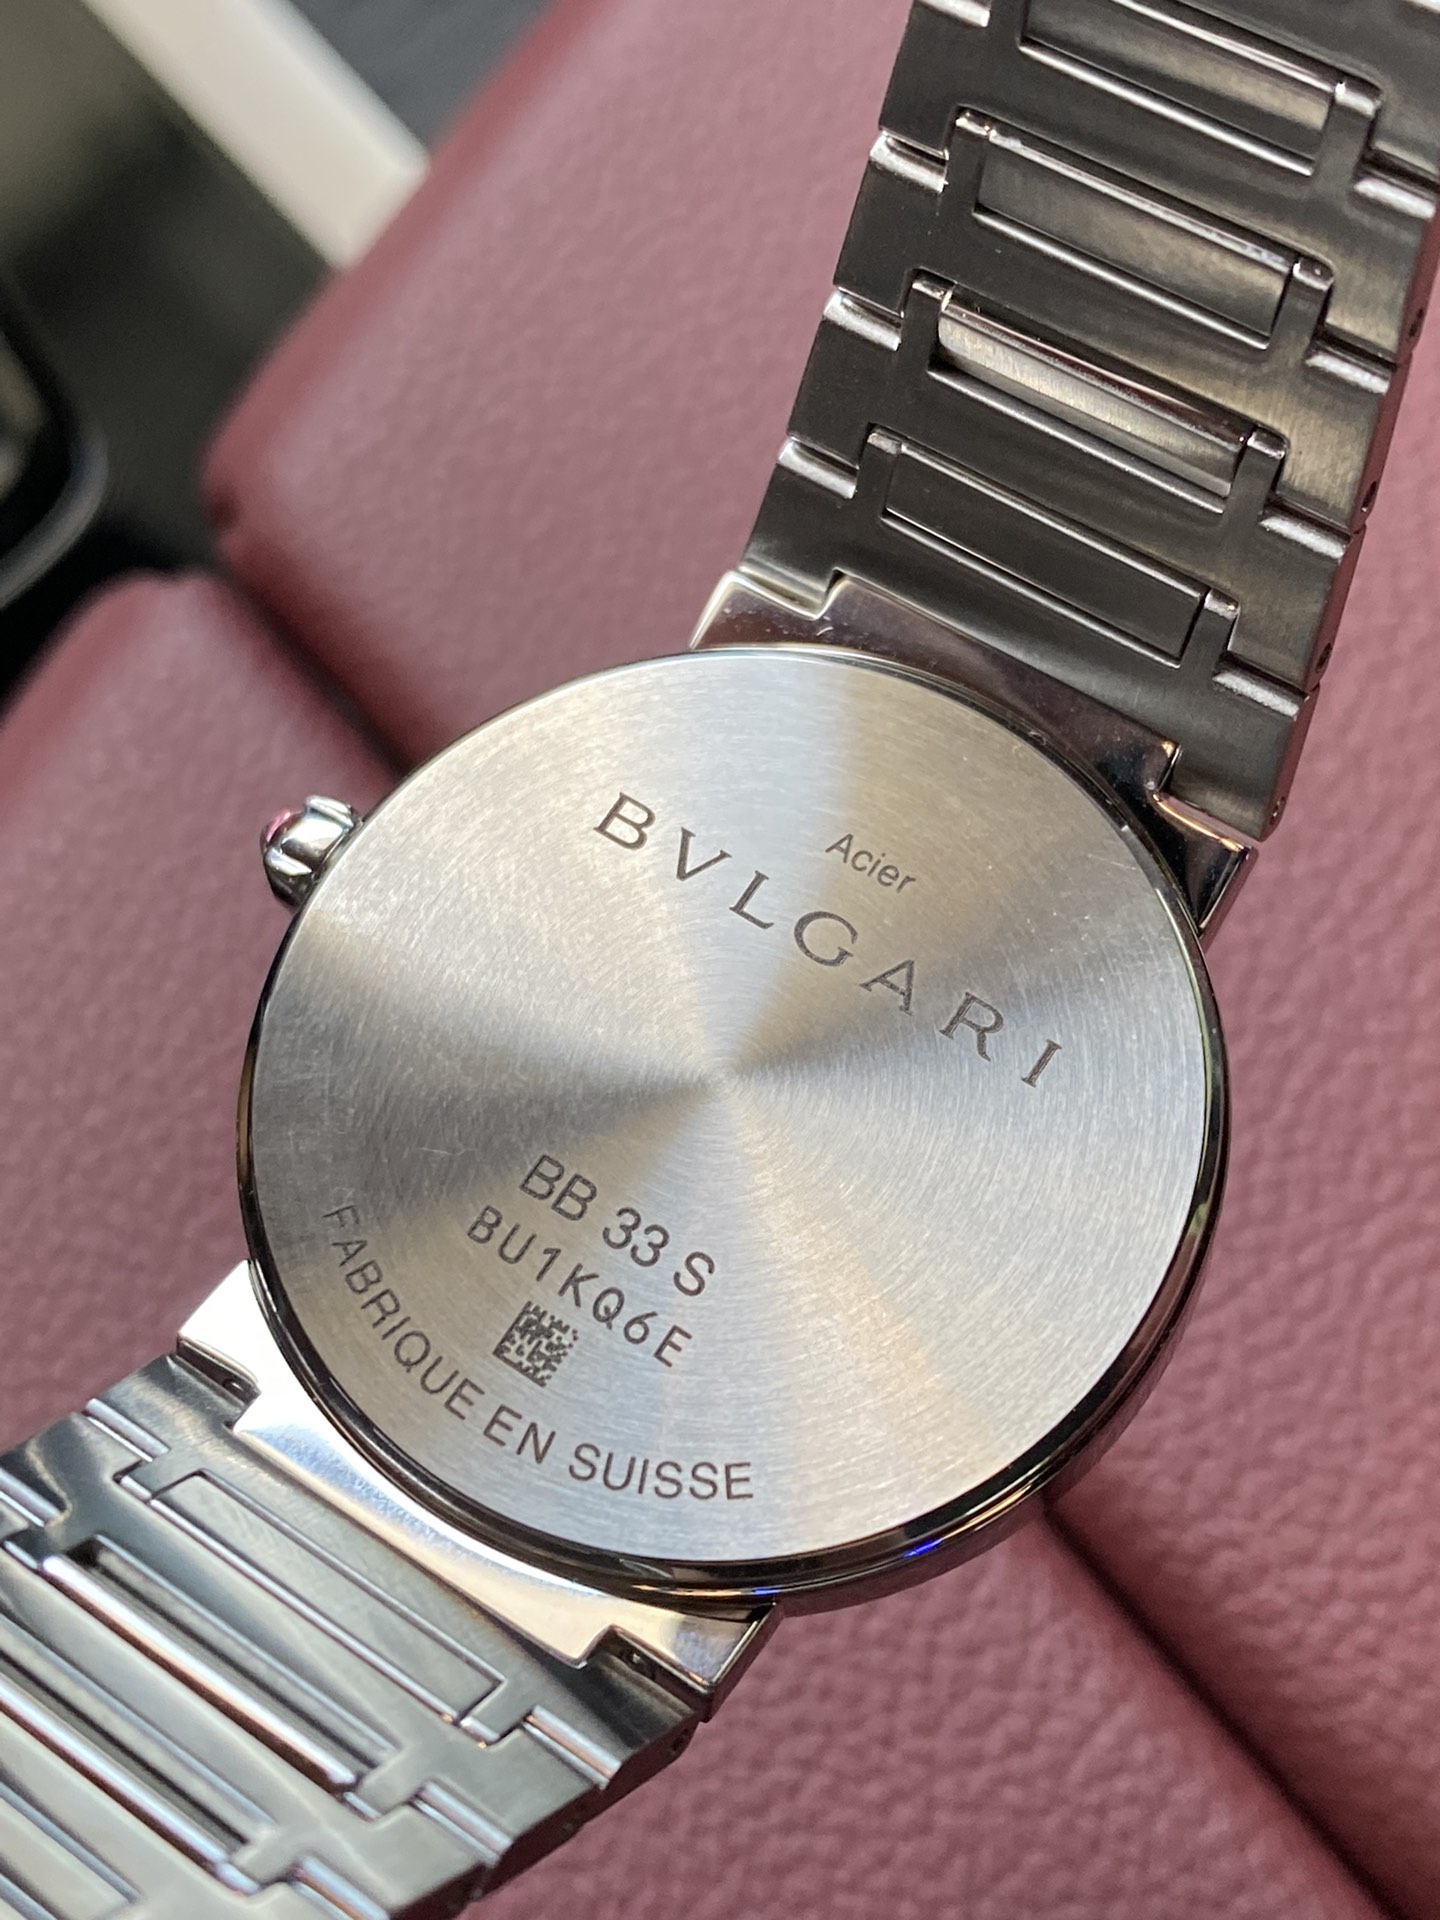 Acier
BVLGARI
BB 33 S
BU1KQ6E
FABRIQUE EN SUISSE